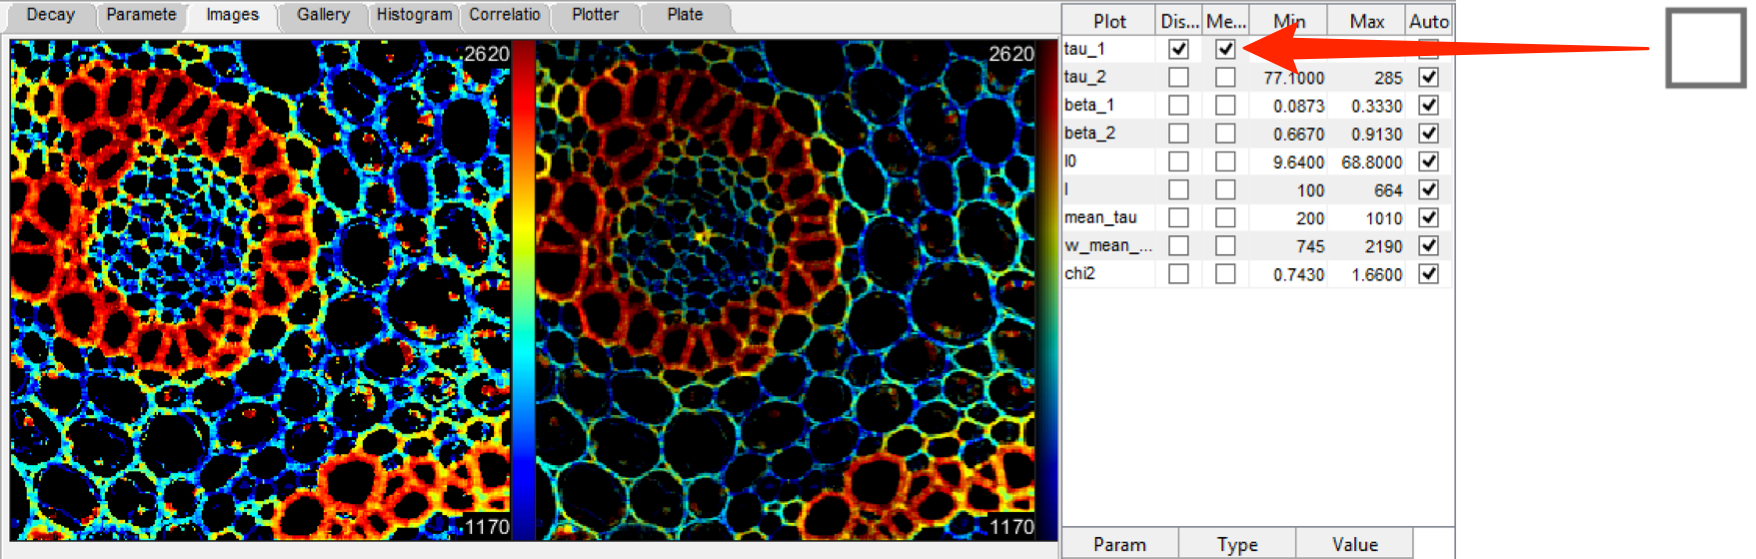 Decay Paramete Images Gallery Histogram Correlatio Plotter Plate
Plot Dis... Me... Min Max Auto
2620 2620
tau_1
tau_2 77.1000 285
beta_1 0.0873 0.3330
beta_2 0.6670 0.9130
I0 9.6400 68.8000
I 100 664
mean_tau 200 1010
w_mean_... 745 2190
chi2 0.7430 1.6600
1170 1170
Param Type Value